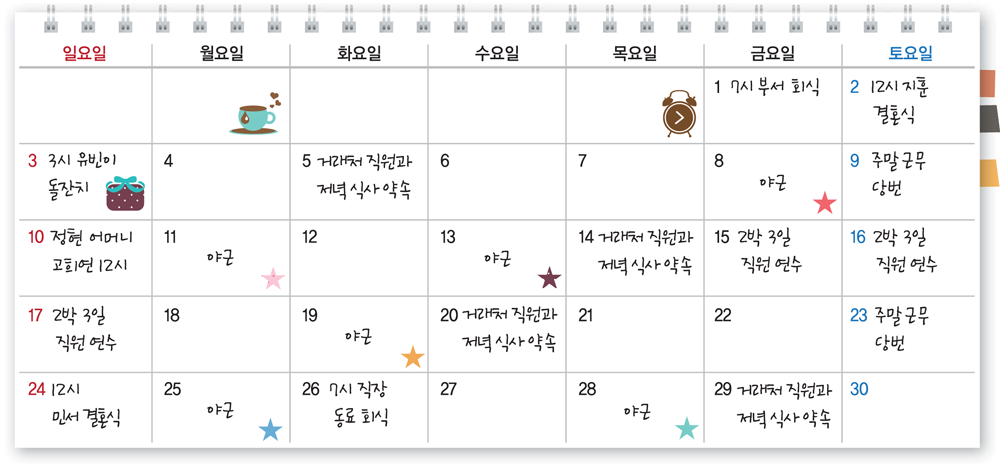 일요일 월요일 화요일 수요일 목요일 금요일 토요일
1 7시 부서 회식
2 12시 지훈
결혼식
3 3시 유빈이
돌잔치
4
5 거래처 직원과
저녁 식사 약속
6
7
8
야근
9 주말 근무
당번
10 정현 어머니
고희연 12시
11
야근
12
13
야근
14 거래처 직원과
저녁 식사 약속
15 2박 3일
직원 연수
16 2박 3일
직원 연수
17 2박 3일
직원 연수
18
19
야근
20 거래처 직원과
저녁 식사 약속
21
22
23 주말 근무
당번
24 12시
민서 결혼식
25
야근
26 7시 직장
동료 회식
27
28
야근
29 거래처 직원과
저녁 식사 약속
30